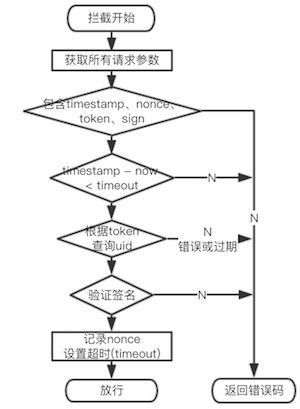 拦截开始
获取所有请求参数
包含timestamp、nonce、
token、sign
timestamp - now
< timeout
N
根据token
查询uid
N
错误或过期
N
验证签名
N
记录nonce
设置超时(timeout)
放行
返回错误码